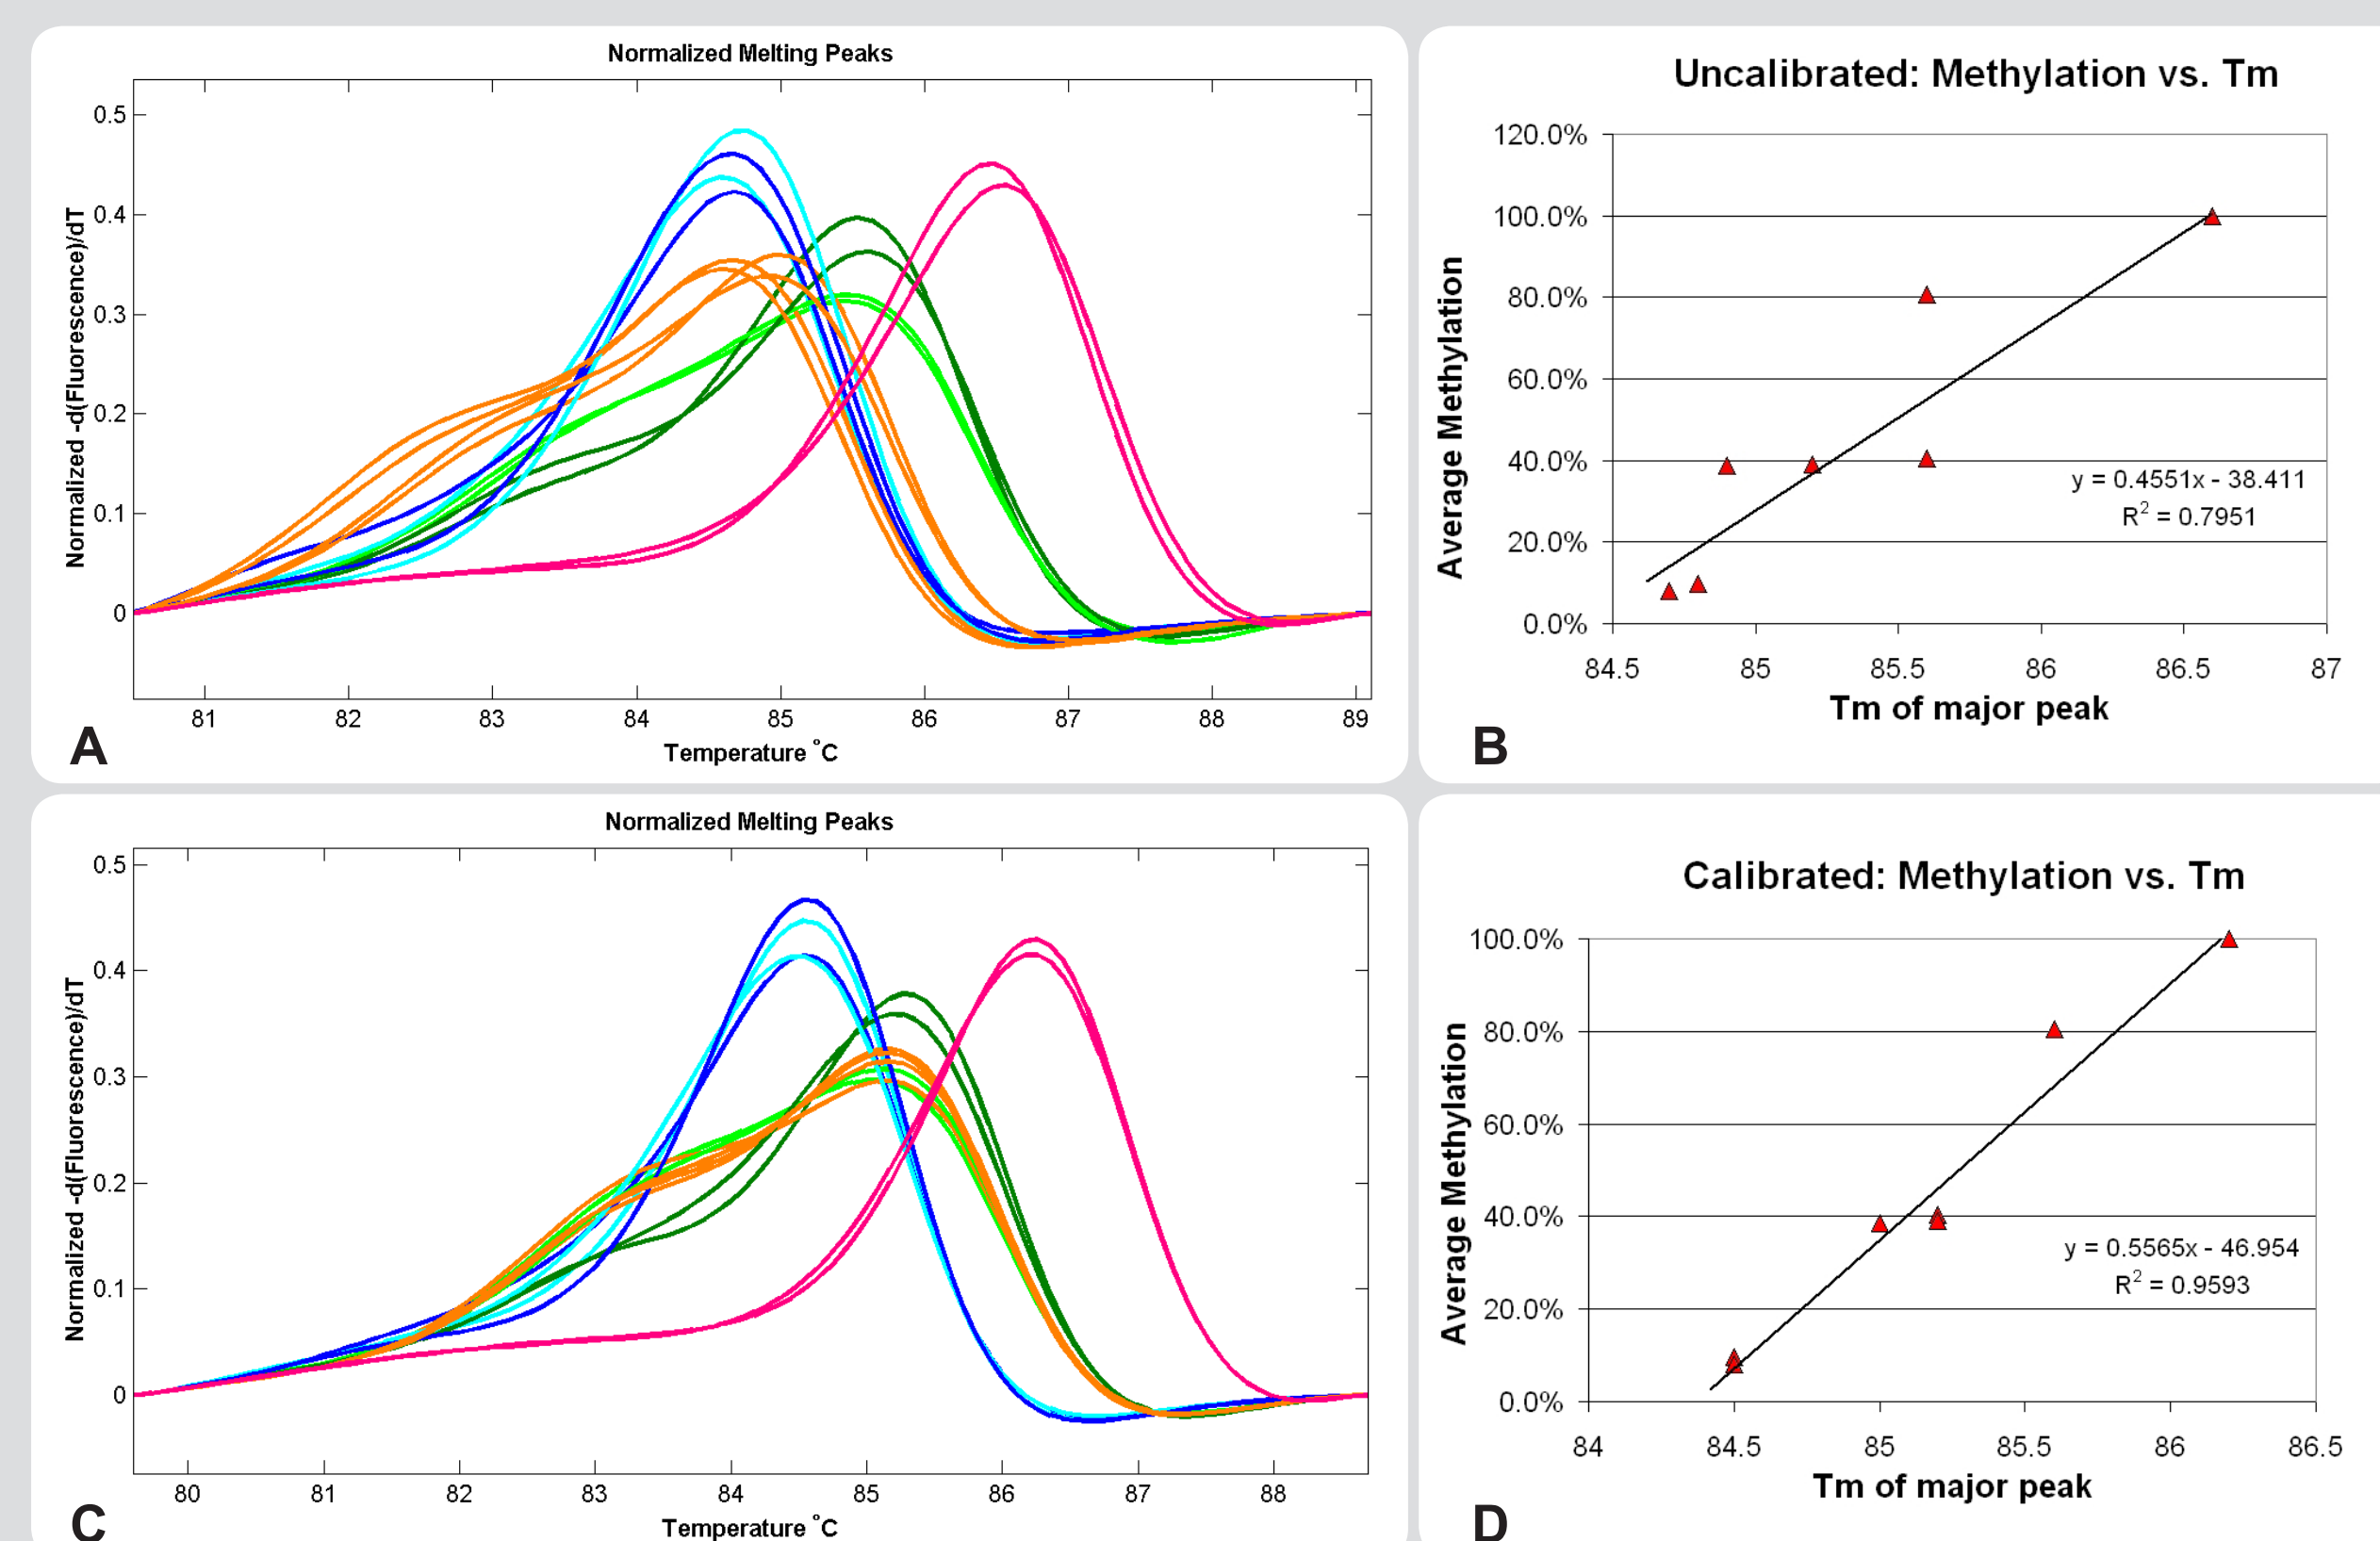 Normalized Melting Peaks
Normalized -d(Fluorescence)/dT
0.5
0.4
0.3
0.2
0.1
0
81 82 83 84 85 86 87 88 89
Temperature °C
A
Uncalibrated: Methylation vs. Tm
Average Methylation
120.0%
100.0%
80.0%
60.0%
40.0%
20.0%
0.0%
y = 0.4551x - 38.411
R² = 0.7951
84.5 85 85.5 86 86.5 87
Tm of major peak
B
Normalized Melting Peaks
Normalized -d(Fluorescence)/dT
0.5
0.4
0.3
0.2
0.1
0
80 81 82 83 84 85 86 87 88
Temperature °C
C
Calibrated: Methylation vs. Tm
Average Methylation
100.0%
80.0%
60.0%
40.0%
20.0%
0.0%
y = 0.5565x - 46.954
R² = 0.9593
84 84.5 85 85.5 86 86.5
Tm of major peak
D